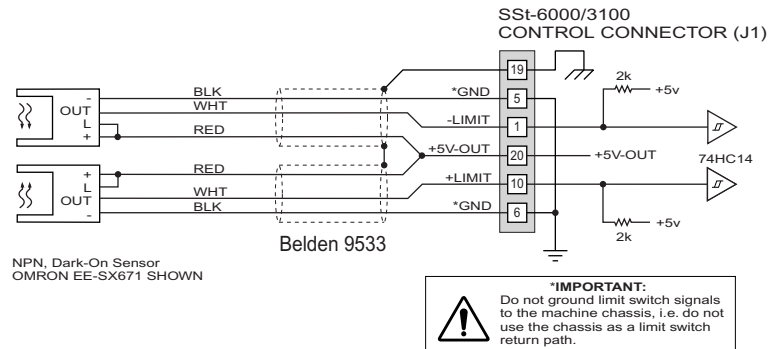 SSt-6000/3100
CONTROL CONNECTOR (J1)
19
2k
+5v
BLK
*GND
5
-
OUT
WHT
-LIMIT
1
L
+
RED
+5V-OUT
20
+5V-OUT
74HC14
RED
+
L
WHT
+LIMIT
10
OUT
BLK
*GND
6
-
+5v
2k
Belden 9533
NPN, Dark-On Sensor
OMRON EE-SX671 SHOWN
*IMPORTANT:
Do not ground limit switch signals
to the machine chassis, i.e. do not
use the chassis as a limit switch
return path.